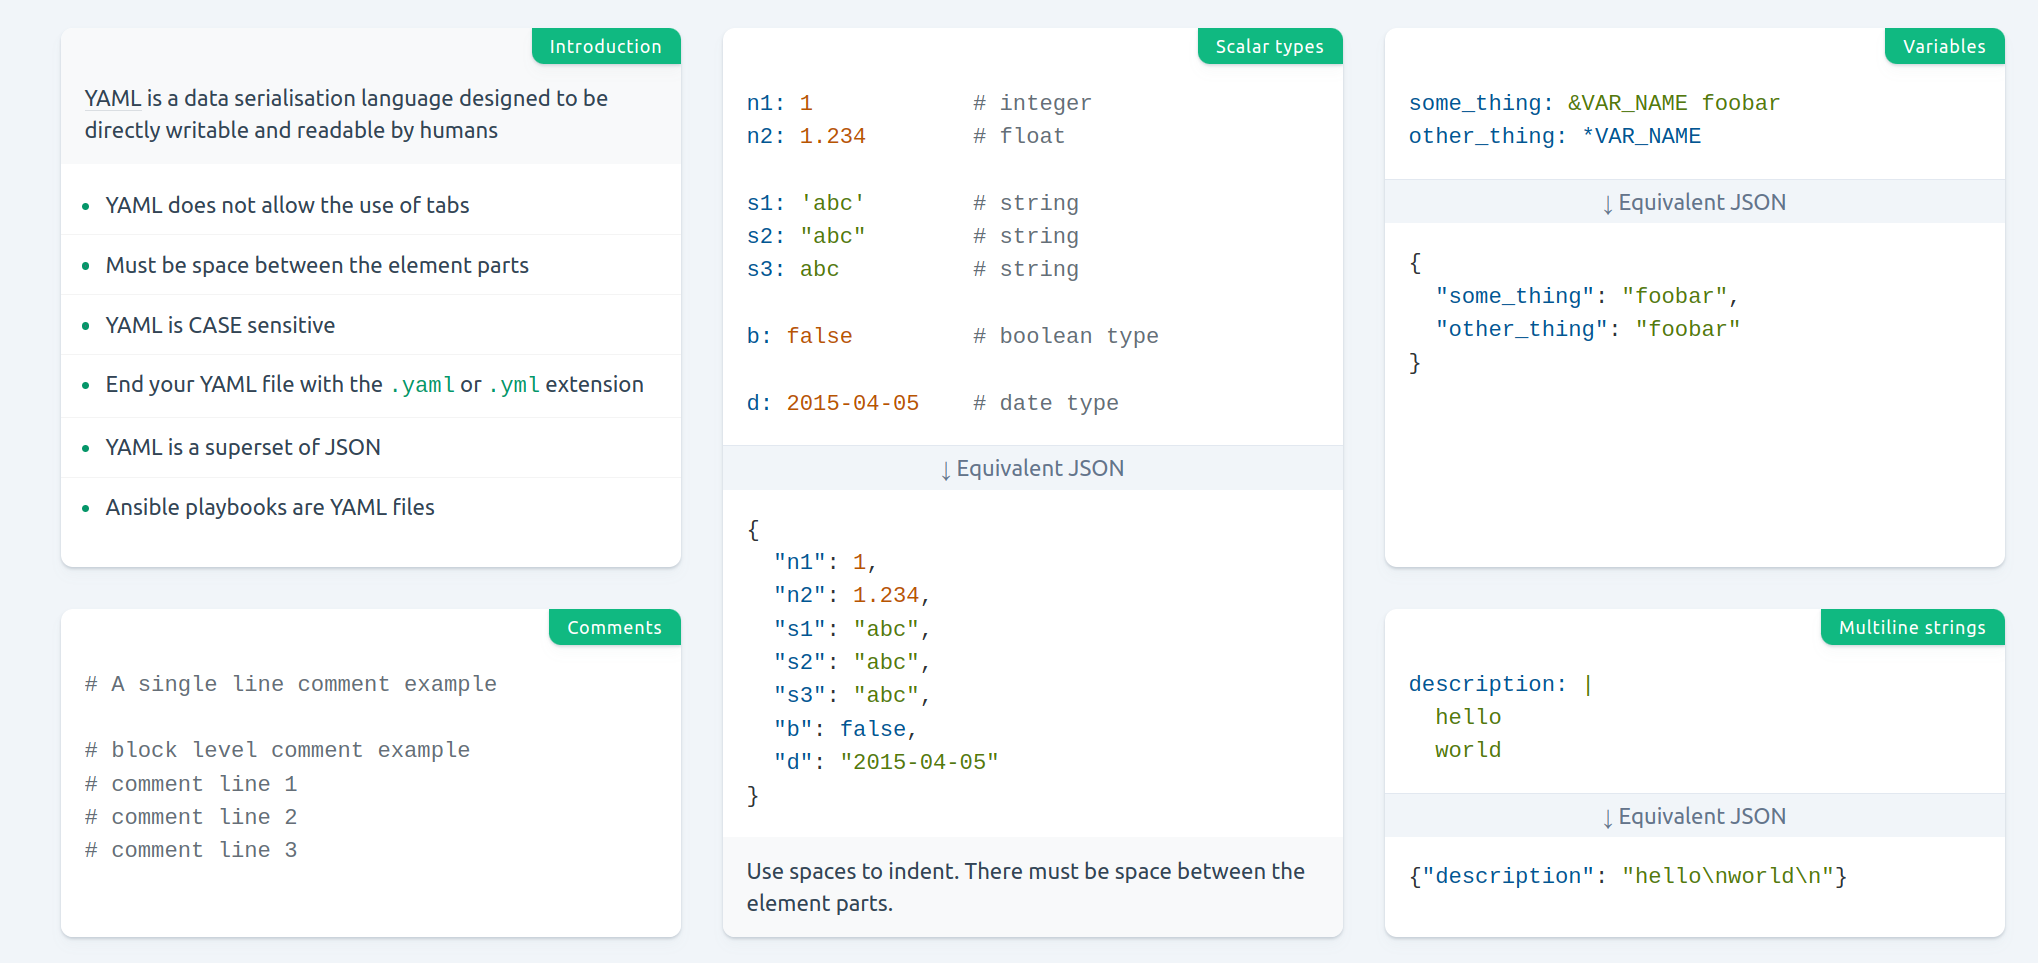 Introduction
YAML is a data serialisation language designed to be
directly writable and readable by humans
• YAML does not allow the use of tabs
• Must be space between the element parts
• YAML is CASE sensitive
• End your YAML file with the .yaml or .yml extension
• YAML is a superset of JSON
• Ansible playbooks are YAML files
Comments
# A single line comment example
# block level comment example
# comment line 1
# comment line 2
# comment line 3
Scalar types
n1: 1 # integer
n2: 1.234 # float
s1: 'abc' # string
s2: "abc" # string
s3: abc # string
b: false # boolean type
d: 2015-04-05 # date type
↓ Equivalent JSON
{
"n1": 1,
"n2": 1.234,
"s1": "abc",
"s2": "abc",
"s3": "abc",
"b": false,
"d": "2015-04-05"
}
Use spaces to indent. There must be space between the
element parts.
Variables
some_thing: &VAR_NAME foobar
other_thing: *VAR_NAME
↓ Equivalent JSON
{
"some_thing": "foobar",
"other_thing": "foobar"
}
Multiline strings
description: |
hello
world
↓ Equivalent JSON
{"description": "hello\nworld\n"}